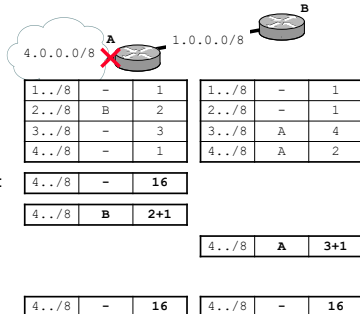 B
A
1.0.0.0/8
4.0.0.0/8
1../8 - 1 1../8 - 1
2../8 B 2 2../8 - 1
3../8 - 3 3../8 A 4
4../8 - 1 4../8 A 2
4../8 - 16
4../8 B 2+1
4../8 A 3+1
4../8 - 16 4../8 - 16